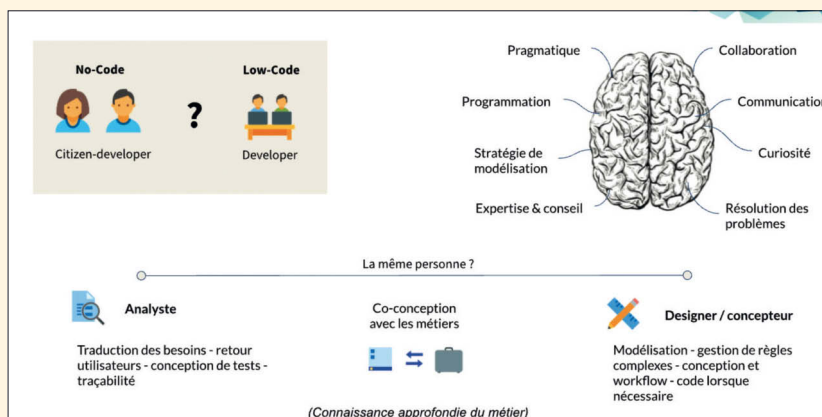 No-Code
Low-Code
?
Citizen-developer
Developer
Pragmatique
Programmation
Stratégie de
modélisation
Expertise & conseil
Collaboration
Communication
Curiosité
Résolution des
problèmes
La même personne ?
Analyste
Traduction des besoins - retour
utilisateurs - conception de tests -
traçabilité
Co-conception
avec les métiers
Designer / concepteur
Modélisation - gestion de règles
complexes - conception et
workflow - code lorsque
nécessaire
(Connaissance approfondie du métier)